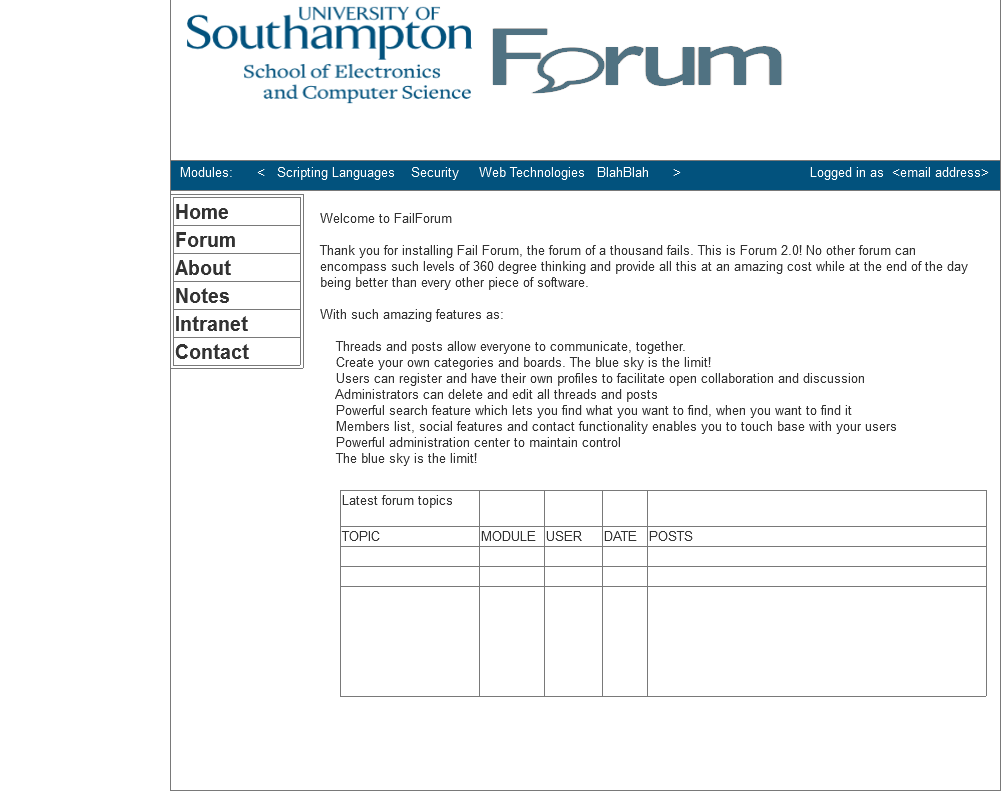 UNIVERSITY OF
Southampton
School of Electronics
and Computer Science
Forum
Modules: < Scripting Languages Security Web Technologies BlahBlah > Logged in as <email address>
Home
Forum
About
Notes
Intranet
Contact
Welcome to FailForum
Thank you for installing Fail Forum, the forum of a thousand fails. This is Forum 2.0! No other forum can
encompass such levels of 360 degree thinking and provide all this at an amazing cost while at the end of the day
being better than every other piece of software.
With such amazing features as:
Threads and posts allow everyone to communicate, together.
Create your own categories and boards. The blue sky is the limit!
Users can register and have their own profiles to facilitate open collaboration and discussion
Administrators can delete and edit all threads and posts
Powerful search feature which lets you find what you want to find, when you want to find it
Members list, social features and contact functionality enables you to touch base with your users
Powerful administration center to maintain control
The blue sky is the limit!
Latest forum topics
TOPIC MODULE USER DATE POSTS